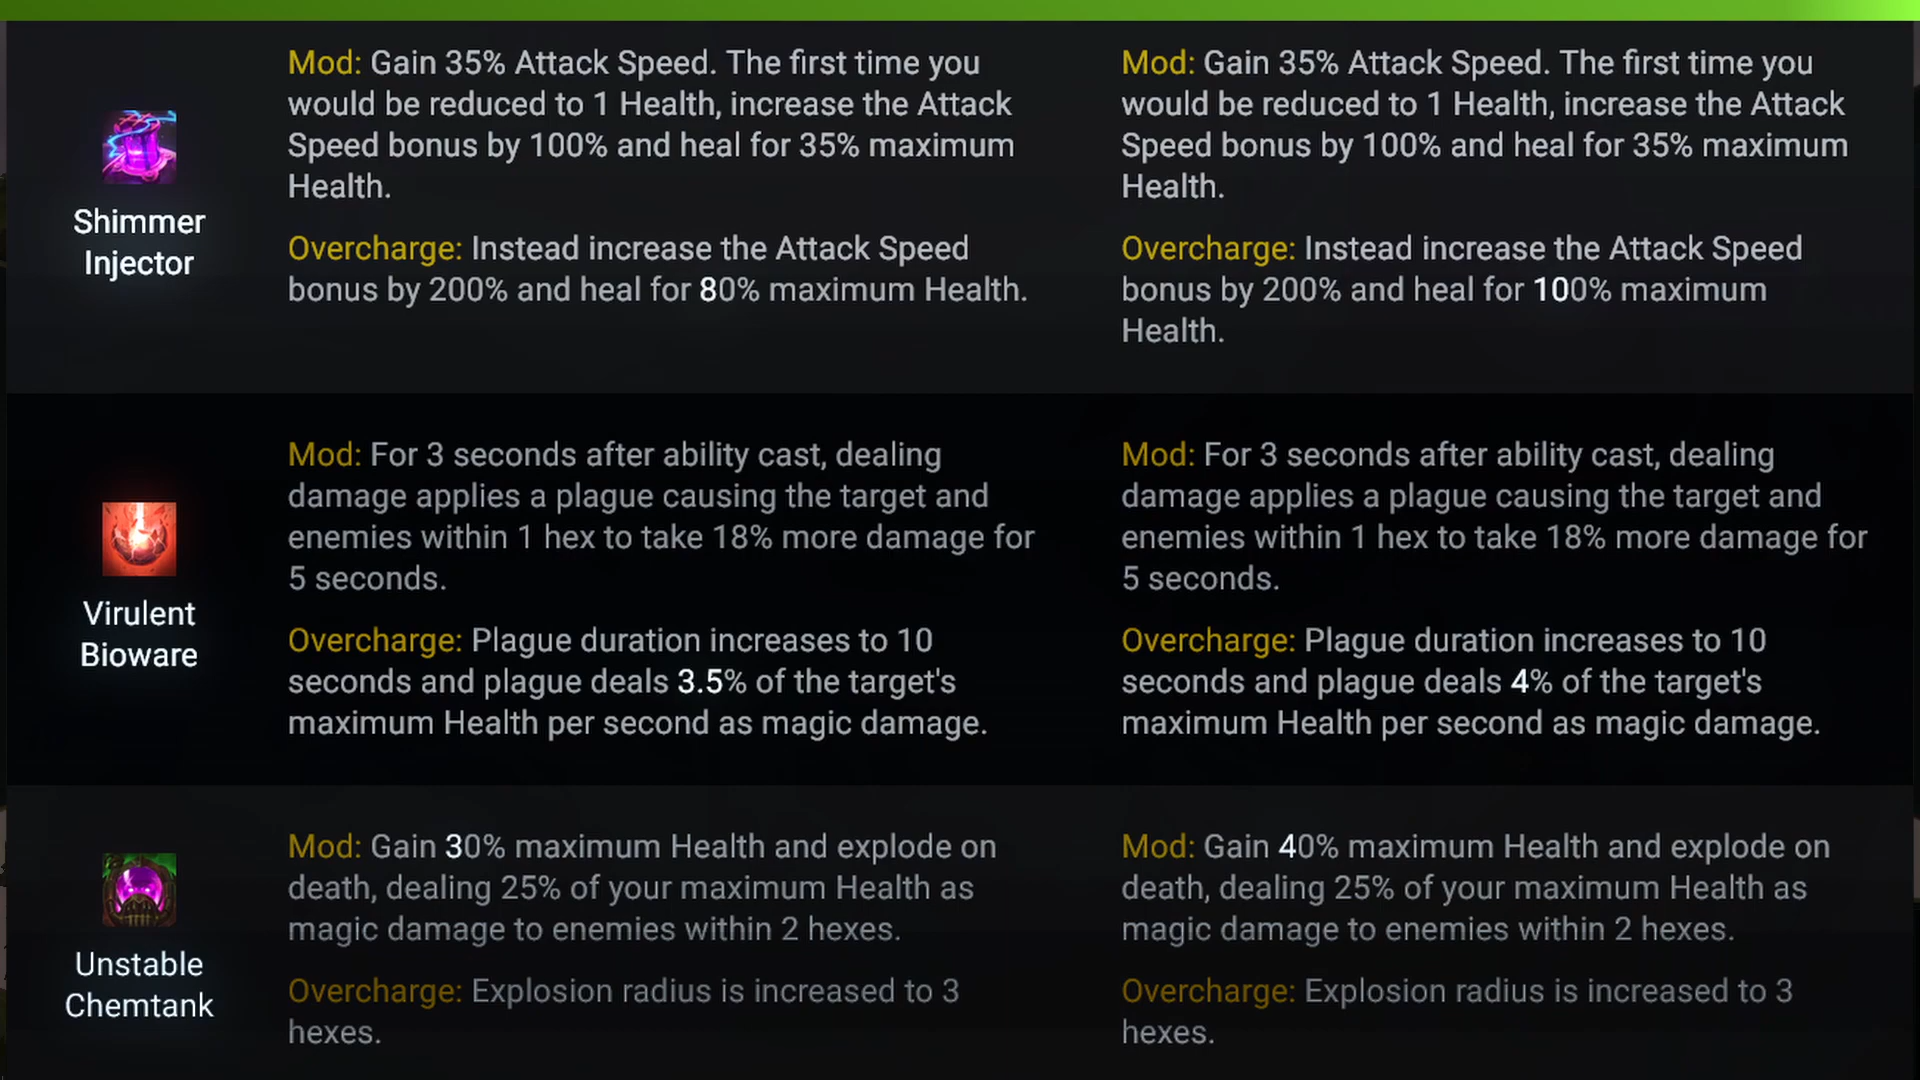 Shimmer
Injector
Mod: Gain 35% Attack Speed. The first time you
would be reduced to 1 Health, increase the Attack
Speed bonus by 100% and heal for 35% maximum
Health.
Overcharge: Instead increase the Attack Speed
bonus by 200% and heal for 80% maximum Health.
Mod: Gain 35% Attack Speed. The first time you
would be reduced to 1 Health, increase the Attack
Speed bonus by 100% and heal for 35% maximum
Health.
Overcharge: Instead increase the Attack Speed
bonus by 200% and heal for 100% maximum
Health.
Virulent
Bioware
Mod: For 3 seconds after ability cast, dealing
damage applies a plague causing the target and
enemies within 1 hex to take 18% more damage for
5 seconds.
Overcharge: Plague duration increases to 10
seconds and plague deals 3.5% of the target's
maximum Health per second as magic damage.
Mod: For 3 seconds after ability cast, dealing
damage applies a plague causing the target and
enemies within 1 hex to take 18% more damage for
5 seconds.
Overcharge: Plague duration increases to 10
seconds and plague deals 4% of the target's
maximum Health per second as magic damage.
Unstable
Chemtank
Mod: Gain 30% maximum Health and explode on
death, dealing 25% of your maximum Health as
magic damage to enemies within 2 hexes.
Overcharge: Explosion radius is increased to 3
hexes.
Mod: Gain 40% maximum Health and explode on
death, dealing 25% of your maximum Health as
magic damage to enemies within 2 hexes.
Overcharge: Explosion radius is increased to 3
hexes.